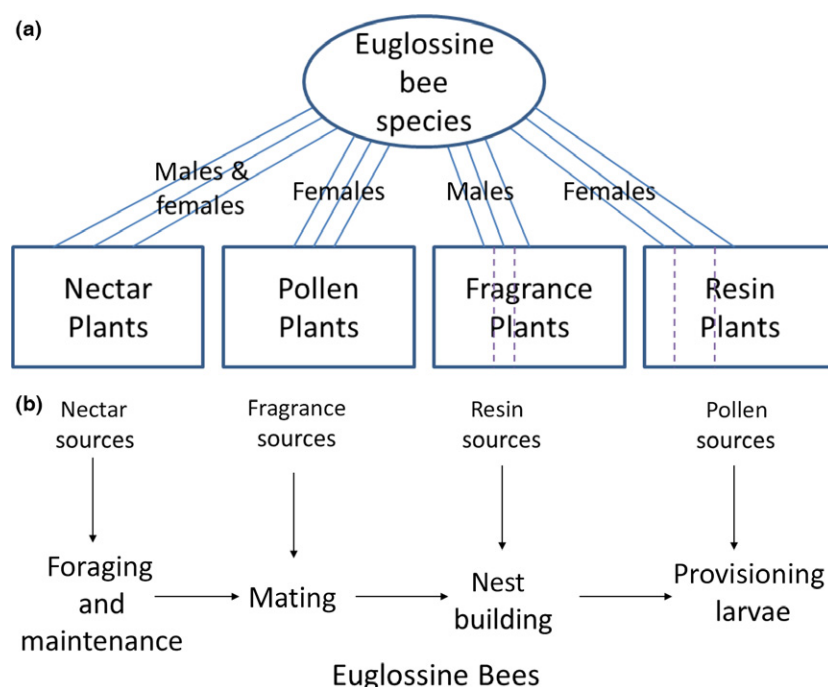 (a)
Euglossine
bee
species
Males &
females
Females
Males
Females
Nectar
Plants
Pollen
Plants
Fragrance
Plants
Resin
Plants
(b)
Nectar
sources
Fragrance
sources
Resin
sources
Pollen
sources
Foraging
and
maintenance
Mating
Nest
building
Provisioning
larvae
Euglossine Bees